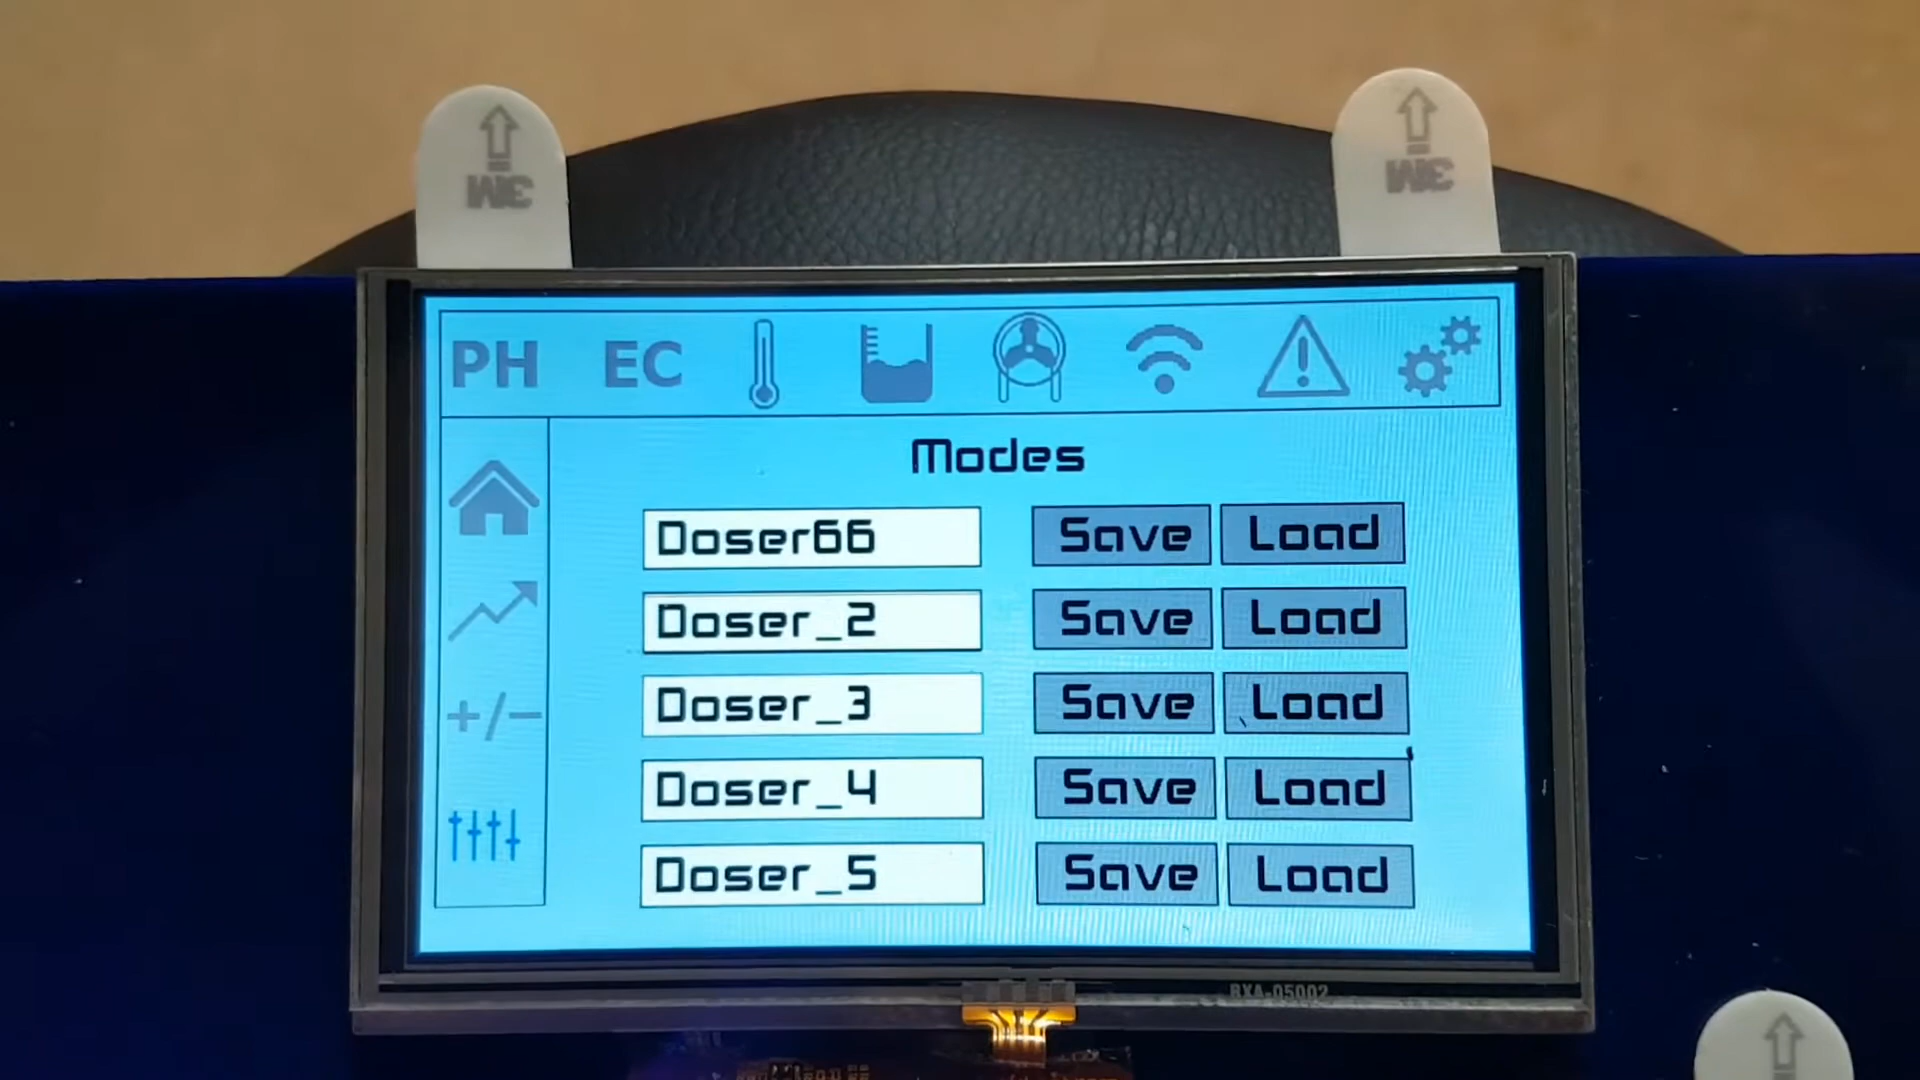 3M
3M
PH EC
Modes
Doser66 Save Load
Doser_2 Save Load
Doser_3 Save Load
+/-
Doser_4 Save Load
Doser_5 Save Load
RXA-05002